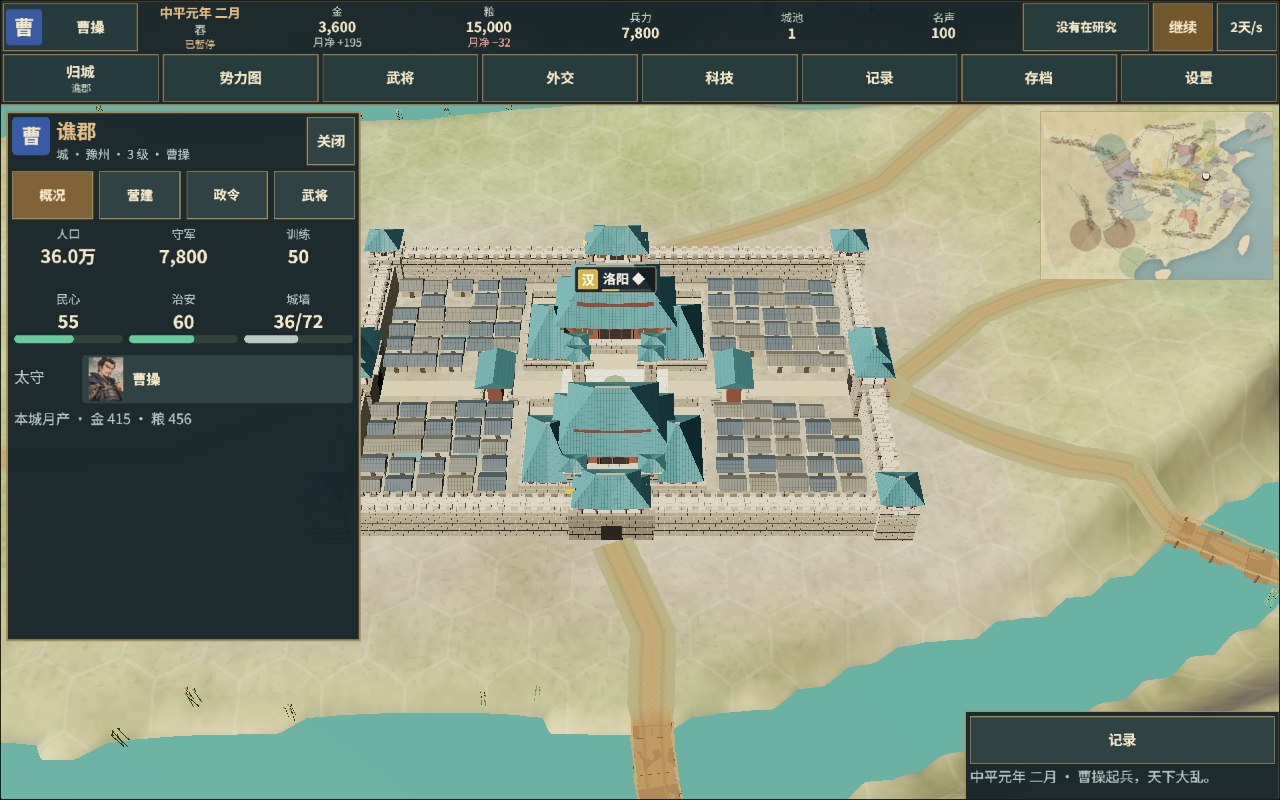 曹 曹操
中平元年 二月
春
已暂停
金
3,600
月净 +195
粮
15,000
月净 −32
兵力
7,800
城池
1
名声
100
没有在研究
继续
2天/s
归城
谯郡
势力图
武将
外交
科技
记录
存档
设置
曹 谯郡
城 · 豫州 · 3 级 · 曹操
关闭
概况 营建 政令 武将
人口 守军 训练
36.0万 7,800 50
民心 治安 城墙
55 60 36/72
太守 曹操
本城月产 · 金 415 · 粮 456
汉 洛阳 ◆
记录
中平元年 二月 · 曹操起兵，天下大乱。